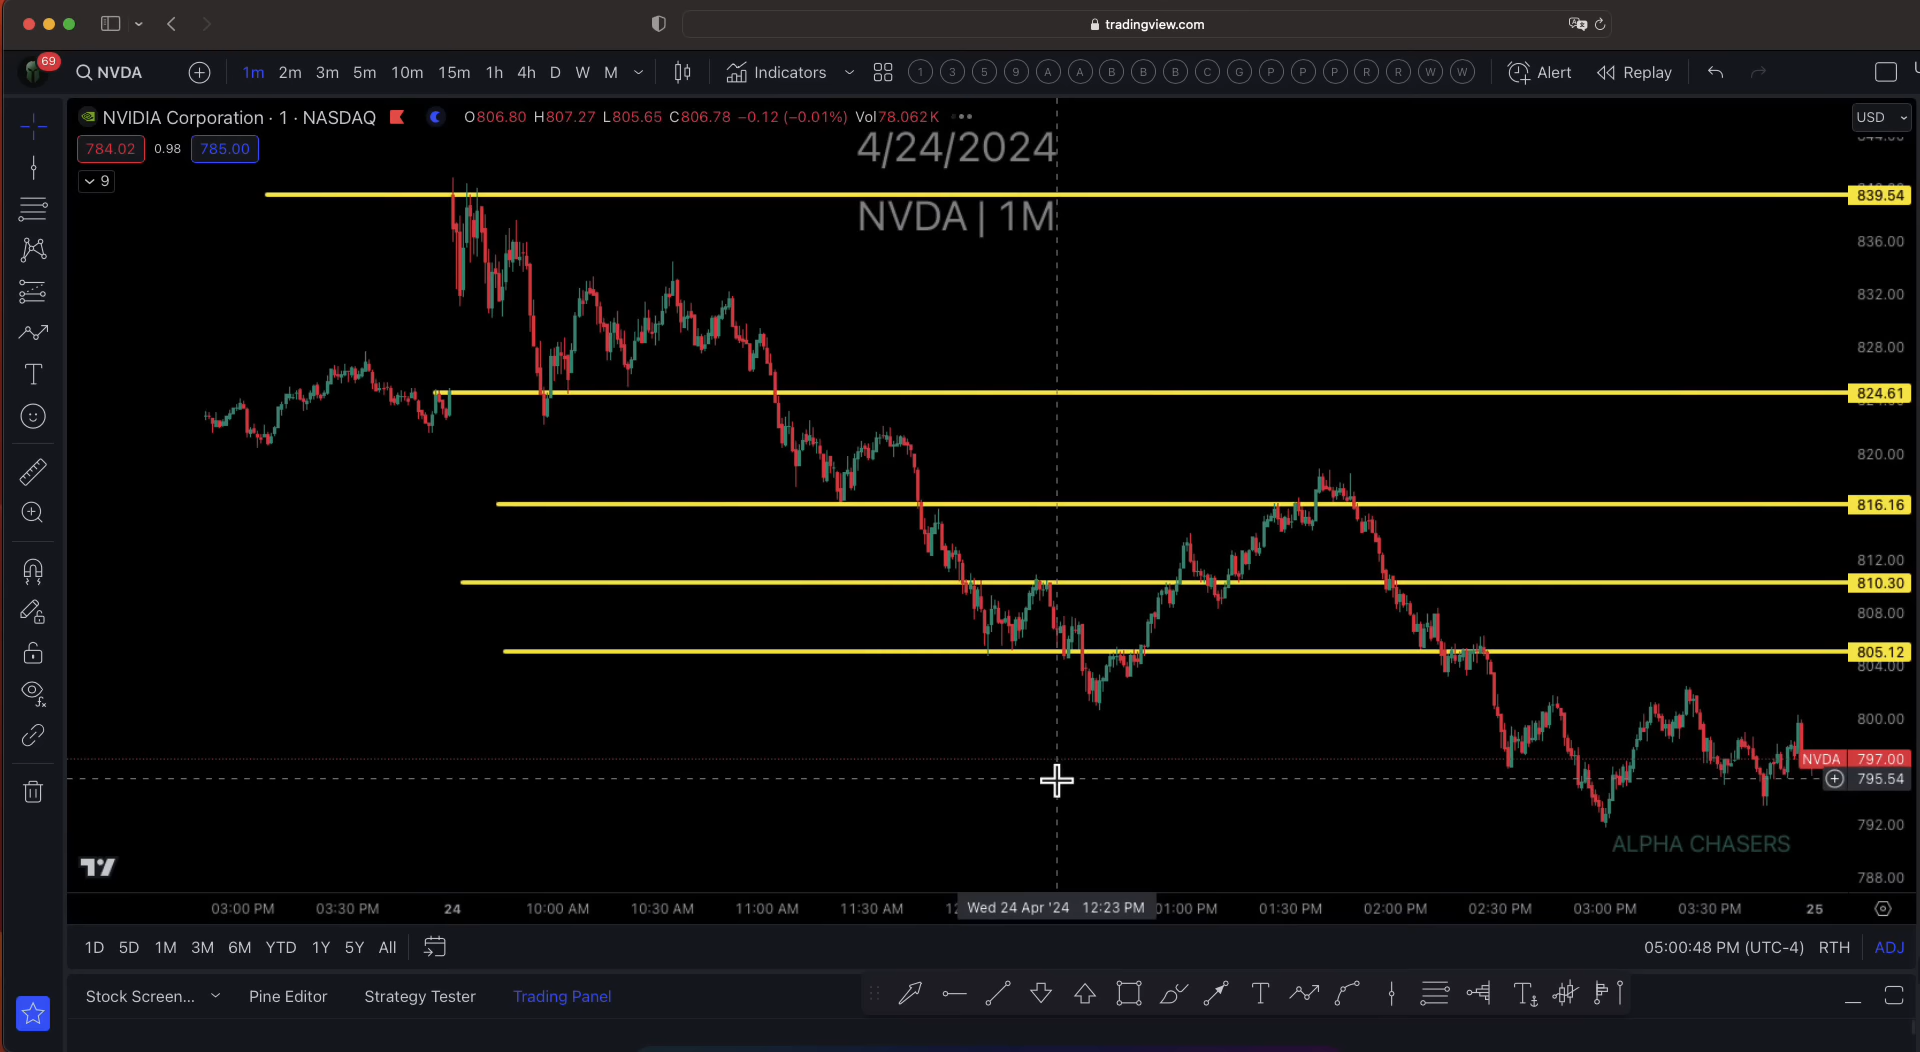 tradingview.com
69
NVDA
1m 2m 3m 5m 10m 15m 1h 4h D W M
Indicators
1 3 5 9 A A B B B C G P P P R R W W
Alert
Replay
NVIDIA Corporation · 1 · NASDAQ
O806.80 H807.27 L805.65 C806.78 −0.12 (−0.01%) Vol78.062K
USD
784.02 0.98 785.00
9
4/24/2024
NVDA | 1M
839.54
836.00
832.00
828.00
824.61
820.00
816.16
812.00
810.30
808.00
805.12
804.00
800.00
NVDA 797.00
795.54
792.00
ALPHA CHASERS
788.00
03:00 PM 03:30 PM 24 10:00 AM 10:30 AM 11:00 AM 11:30 AM Wed 24 Apr '24 12:23 PM 01:00 PM 01:30 PM 02:00 PM 02:30 PM 03:00 PM 03:30 PM 25
1D 5D 1M 3M 6M YTD 1Y 5Y All
05:00:48 PM (UTC-4) RTH ADJ
Stock Screen... Pine Editor Strategy Tester Trading Panel